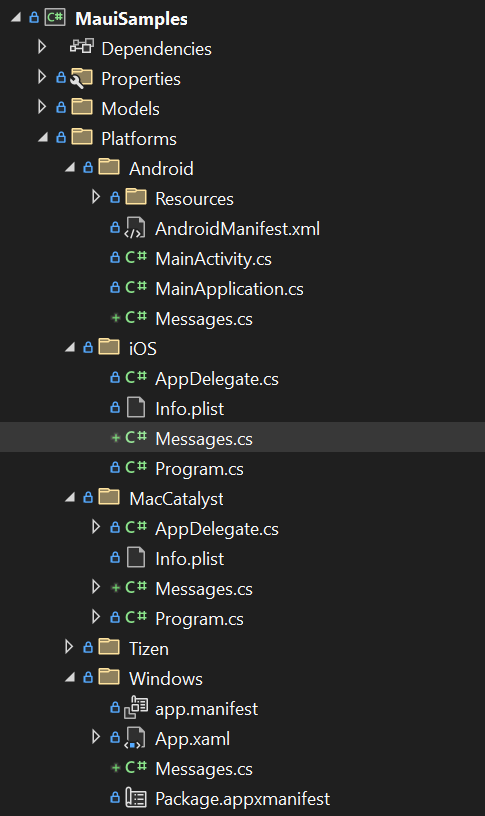 C# MauiSamples
Dependencies
Properties
Models
Platforms
Android
Resources
AndroidManifest.xml
C# MainActivity.cs
C# MainApplication.cs
+ C# Messages.cs
iOS
C# AppDelegate.cs
Info.plist
+ C# Messages.cs
C# Program.cs
MacCatalyst
C# AppDelegate.cs
Info.plist
+ C# Messages.cs
C# Program.cs
Tizen
Windows
app.manifest
App.xaml
+ C# Messages.cs
Package.appxmanifest